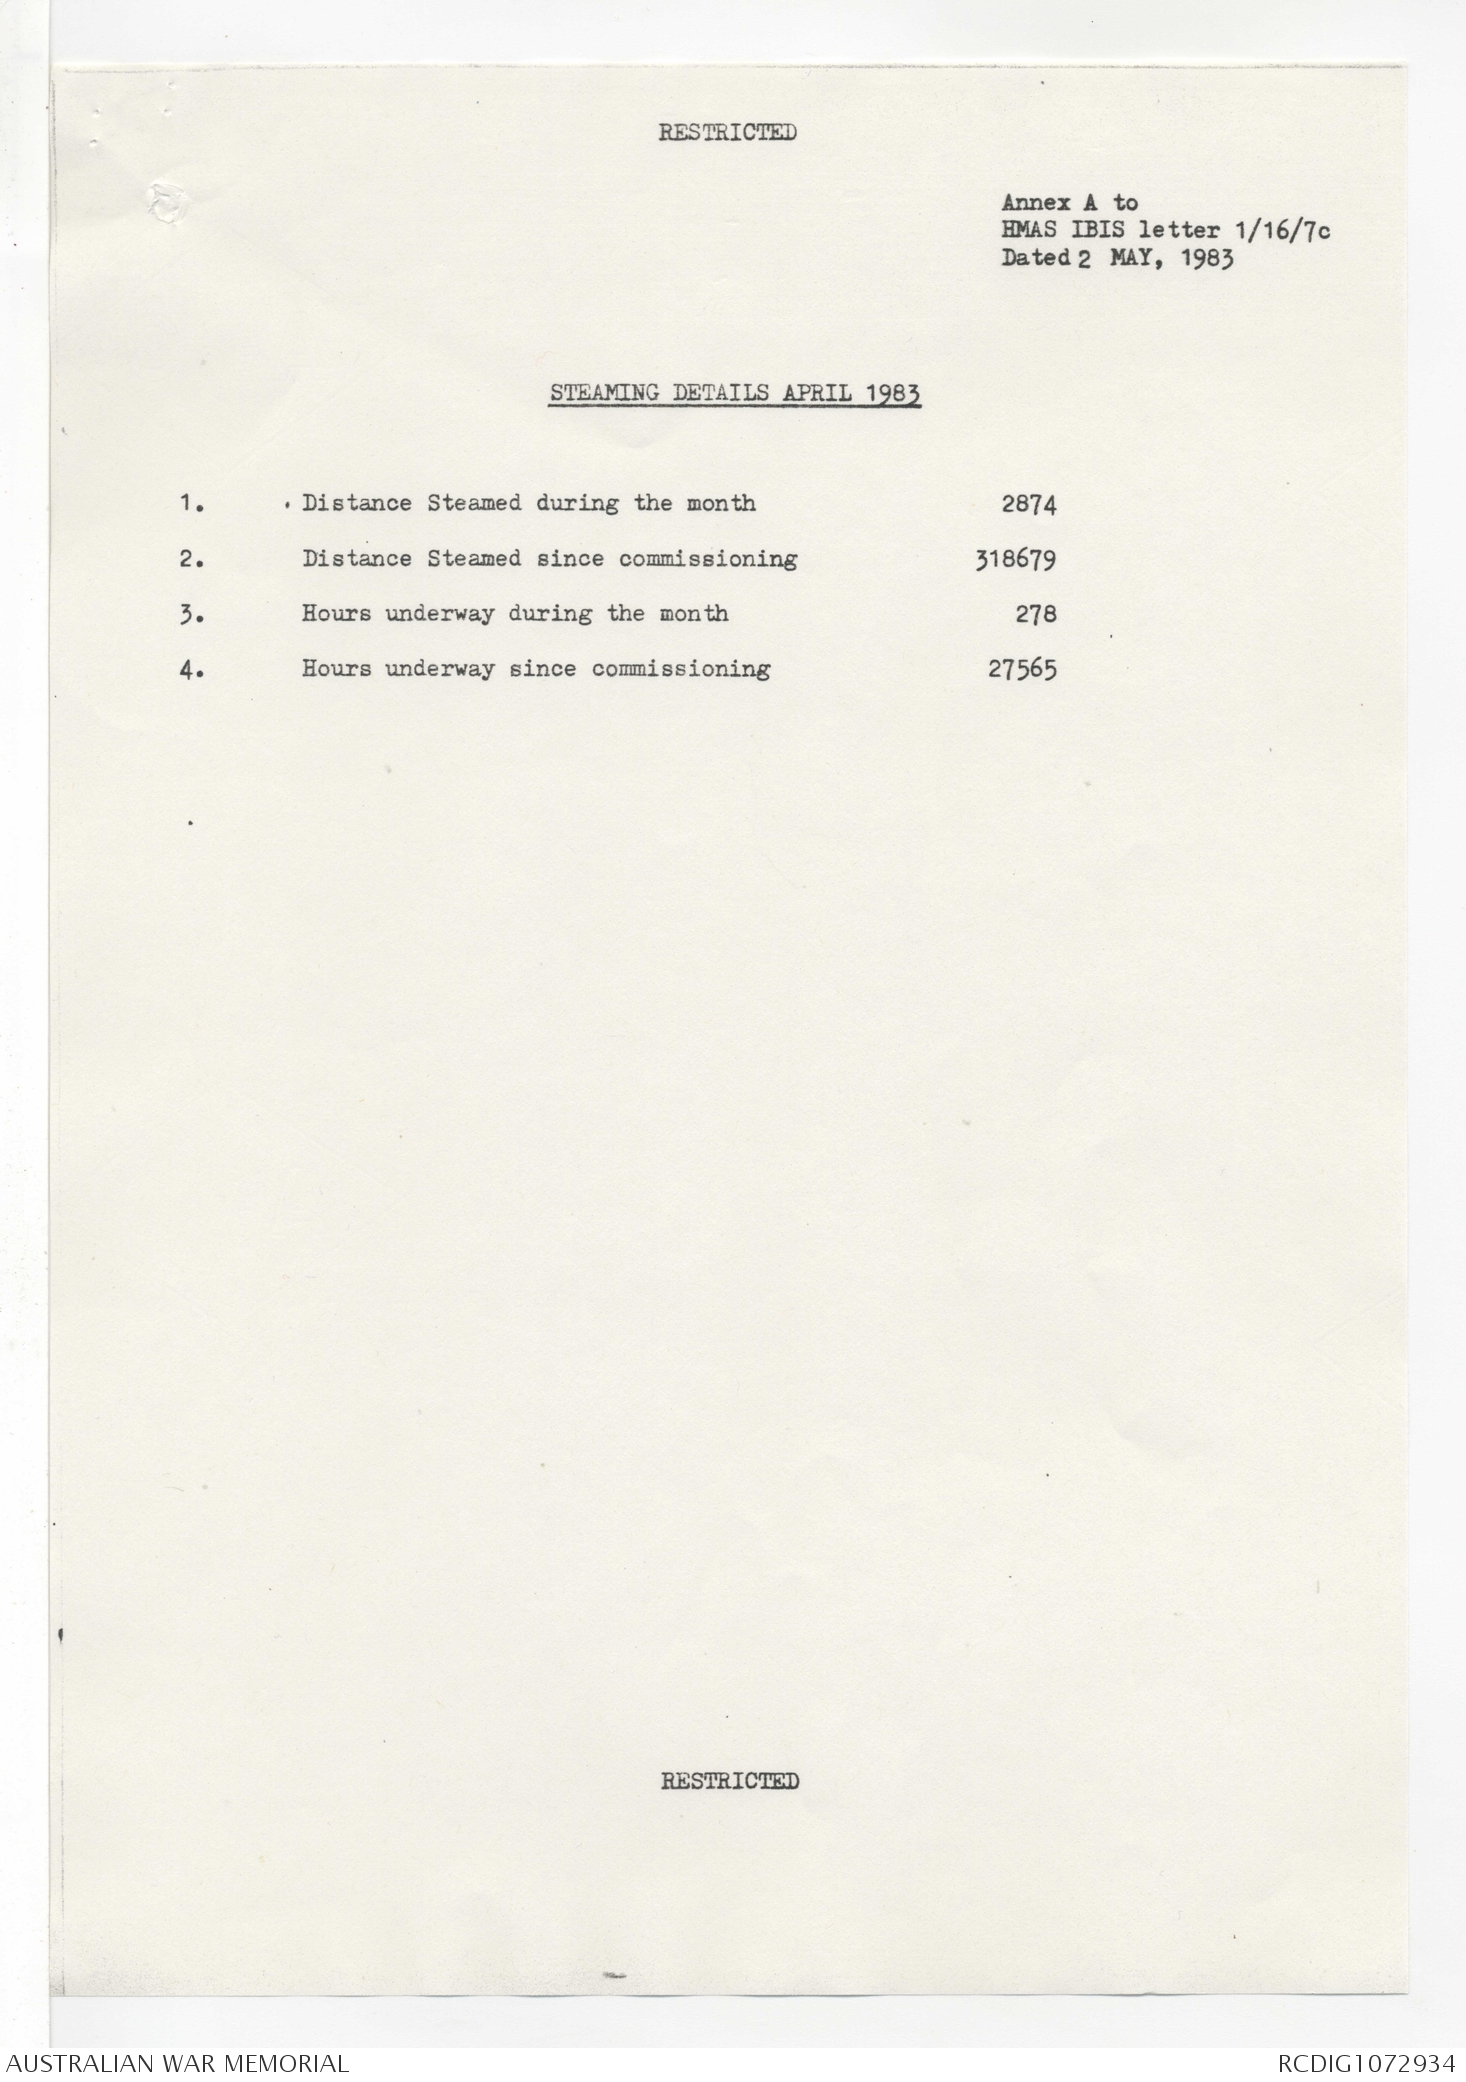 RESTRICTED
Annex A to
HMAS IBIS letter 1/16/7c
Dated 2 MAY, 1983
STEAMING DETAILS APRIL 1983
1. Distance Steamed during the month 2874
2. Distance Steamed since commissioning 318679
3. Hours underway during the month 278
4. Hours underway since commissioning 27565
RESTRICTED
AUSTRALIAN WAR MEMORIAL RCDIG1072934